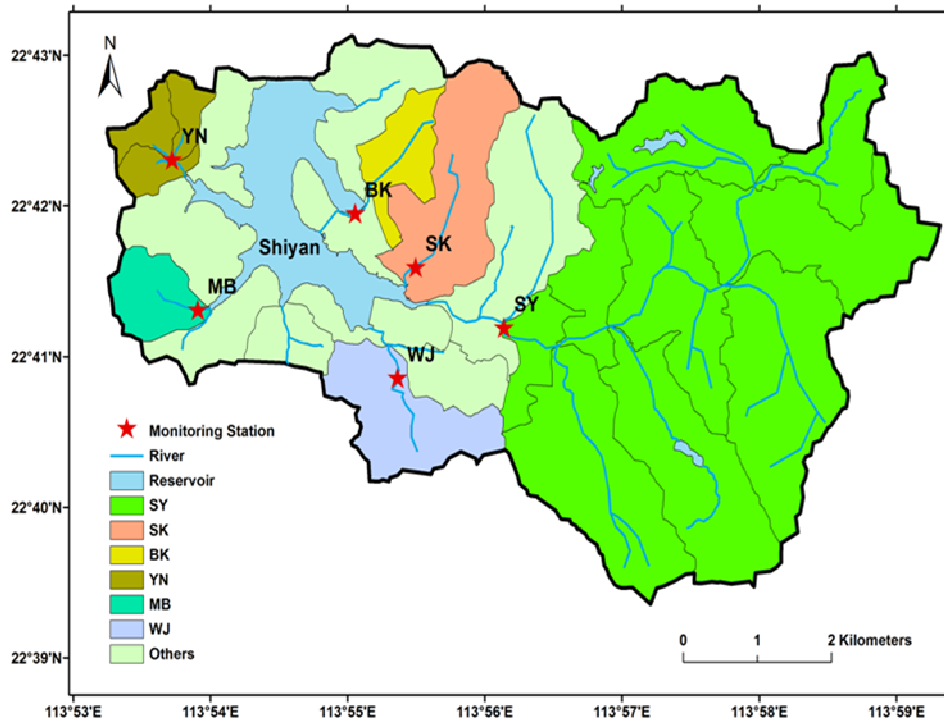 22°43'N
22°42'N
22°41'N
22°40'N
22°39'N
N
YN
BK
SK
Shiyan
MB
SY
WJ
Monitoring Station
River
Reservoir
SY
SK
BK
YN
MB
WJ
Others
0 1 2 Kilometers
113°53'E 113°54'E 113°55'E 113°56'E 113°57'E 113°58'E 113°59'E